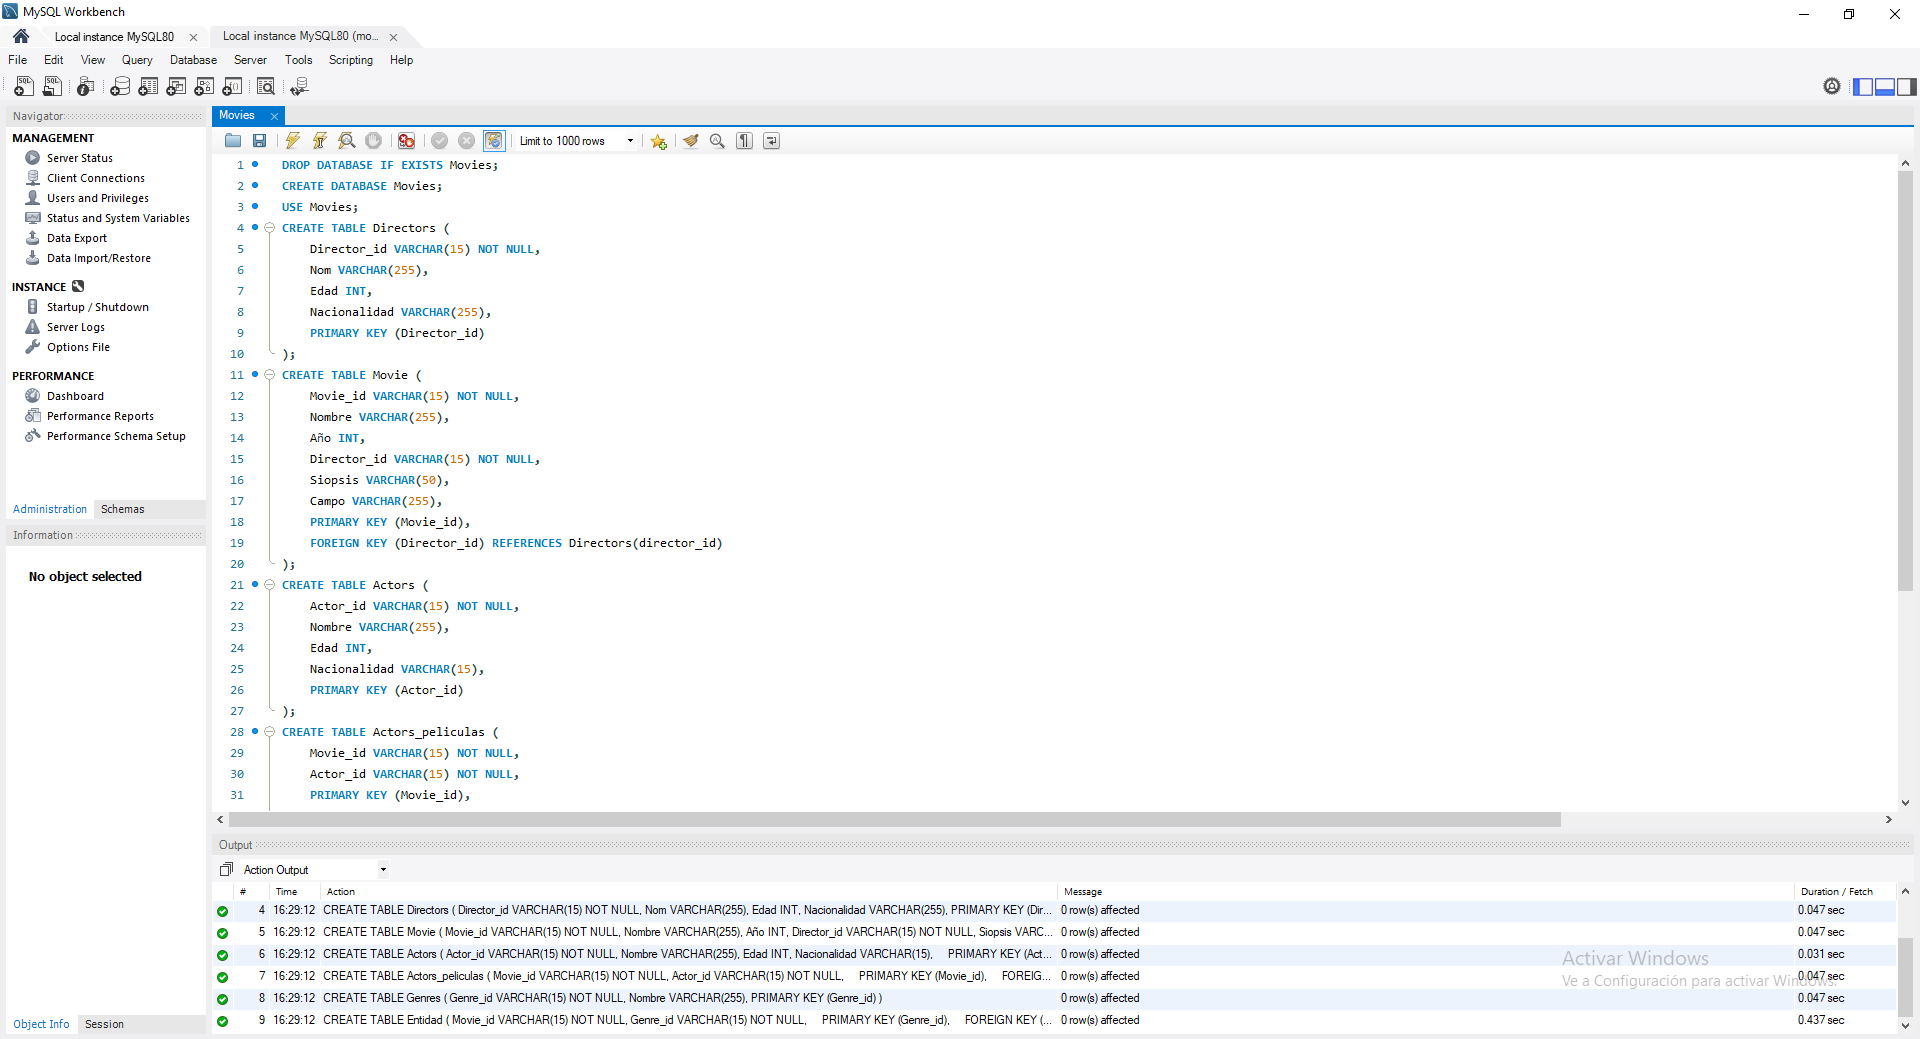 MySQL Workbench
Local instance MySQL80
Local instance MySQL80 (mo...
File Edit View Query Database Server Tools Scripting Help
Navigator
MANAGEMENT
Server Status
Client Connections
Users and Privileges
Status and System Variables
Data Export
Data Import/Restore
INSTANCE
Startup / Shutdown
Server Logs
Options File
PERFORMANCE
Dashboard
Performance Reports
Performance Schema Setup
Administration Schemas
Information
No object selected
Object Info Session
Movies
Limit to 1000 rows
1 DROP DATABASE IF EXISTS Movies;
2 CREATE DATABASE Movies;
3 USE Movies;
4 CREATE TABLE Directors (
5 Director_id VARCHAR(15) NOT NULL,
6 Nom VARCHAR(255),
7 Edad INT,
8 Nacionalidad VARCHAR(255),
9 PRIMARY KEY (Director_id)
10 );
11 CREATE TABLE Movie (
12 Movie_id VARCHAR(15) NOT NULL,
13 Nombre VARCHAR(255),
14 Año INT,
15 Director_id VARCHAR(15) NOT NULL,
16 Siopsis VARCHAR(50),
17 Campo VARCHAR(255),
18 PRIMARY KEY (Movie_id),
19 FOREIGN KEY (Director_id) REFERENCES Directors(director_id)
20 );
21 CREATE TABLE Actors (
22 Actor_id VARCHAR(15) NOT NULL,
23 Nombre VARCHAR(255),
24 Edad INT,
25 Nacionalidad VARCHAR(15),
26 PRIMARY KEY (Actor_id)
27 );
28 CREATE TABLE Actors_peliculas (
29 Movie_id VARCHAR(15) NOT NULL,
30 Actor_id VARCHAR(15) NOT NULL,
31 PRIMARY KEY (Movie_id),
Output
Action Output
# Time Action Message Duration / Fetch
4 16:29:12 CREATE TABLE Directors ( Director_id VARCHAR(15) NOT NULL, Nom VARCHAR(255), Edad INT, Nacionalidad VARCHAR(255), PRIMARY KEY (Dir... 0 row(s) affected 0.047 sec
5 16:29:12 CREATE TABLE Movie ( Movie_id VARCHAR(15) NOT NULL, Nombre VARCHAR(255), Año INT, Director_id VARCHAR(15) NOT NULL, Siopsis VARC... 0 row(s) affected 0.047 sec
6 16:29:12 CREATE TABLE Actors ( Actor_id VARCHAR(15) NOT NULL, Nombre VARCHAR(255), Edad INT, Nacionalidad VARCHAR(15), PRIMARY KEY (Act... 0 row(s) affected 0.031 sec
7 16:29:12 CREATE TABLE Actors_peliculas ( Movie_id VARCHAR(15) NOT NULL, Actor_id VARCHAR(15) NOT NULL, PRIMARY KEY (Movie_id), FOREIG... 0 row(s) affected 0.047 sec
8 16:29:12 CREATE TABLE Genres ( Genre_id VARCHAR(15) NOT NULL, Nombre VARCHAR(255), PRIMARY KEY (Genre_id) ) 0 row(s) affected 0.047 sec
9 16:29:12 CREATE TABLE Entidad ( Movie_id VARCHAR(15) NOT NULL, Genre_id VARCHAR(15) NOT NULL, PRIMARY KEY (Genre_id), FOREIGN KEY (... 0 row(s) affected 0.437 sec
Activar Windows
Ve a Configuración para activar Windows.